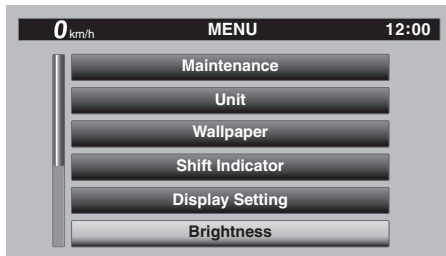 0 km/h MENU 12:00
Maintenance
Unit
Wallpaper
Shift Indicator
Display Setting
Brightness